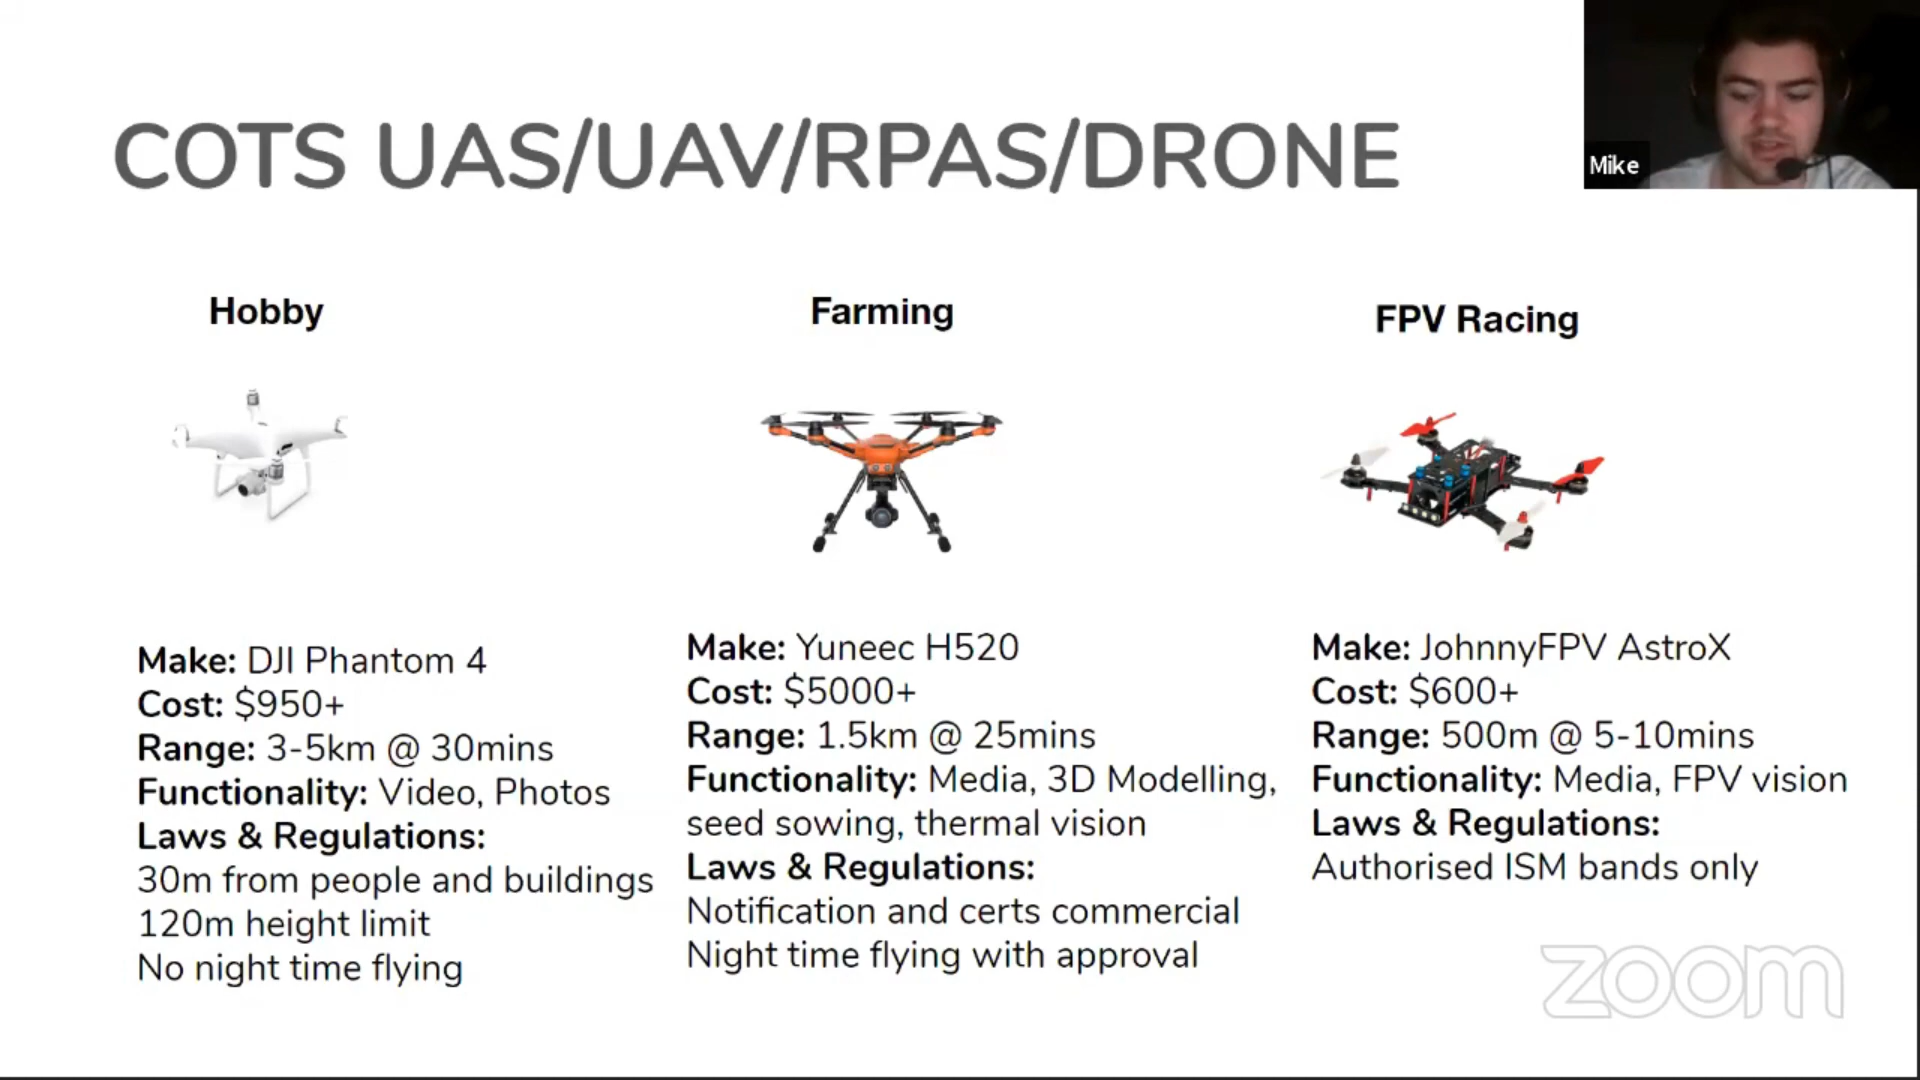 COTS UAS/UAV/RPAS/DRONE
Mike
Hobby
Make: DJI Phantom 4
Cost: $950+
Range: 3-5km @ 30mins
Functionality: Video, Photos
Laws & Regulations:
30m from people and buildings
120m height limit
No night time flying
Farming
Make: Yuneec H520
Cost: $5000+
Range: 1.5km @ 25mins
Functionality: Media, 3D Modelling,
seed sowing, thermal vision
Laws & Regulations:
Notification and certs commercial
Night time flying with approval
FPV Racing
Make: JohnnyFPV AstroX
Cost: $600+
Range: 500m @ 5-10mins
Functionality: Media, FPV vision
Laws & Regulations:
Authorised ISM bands only
zoom